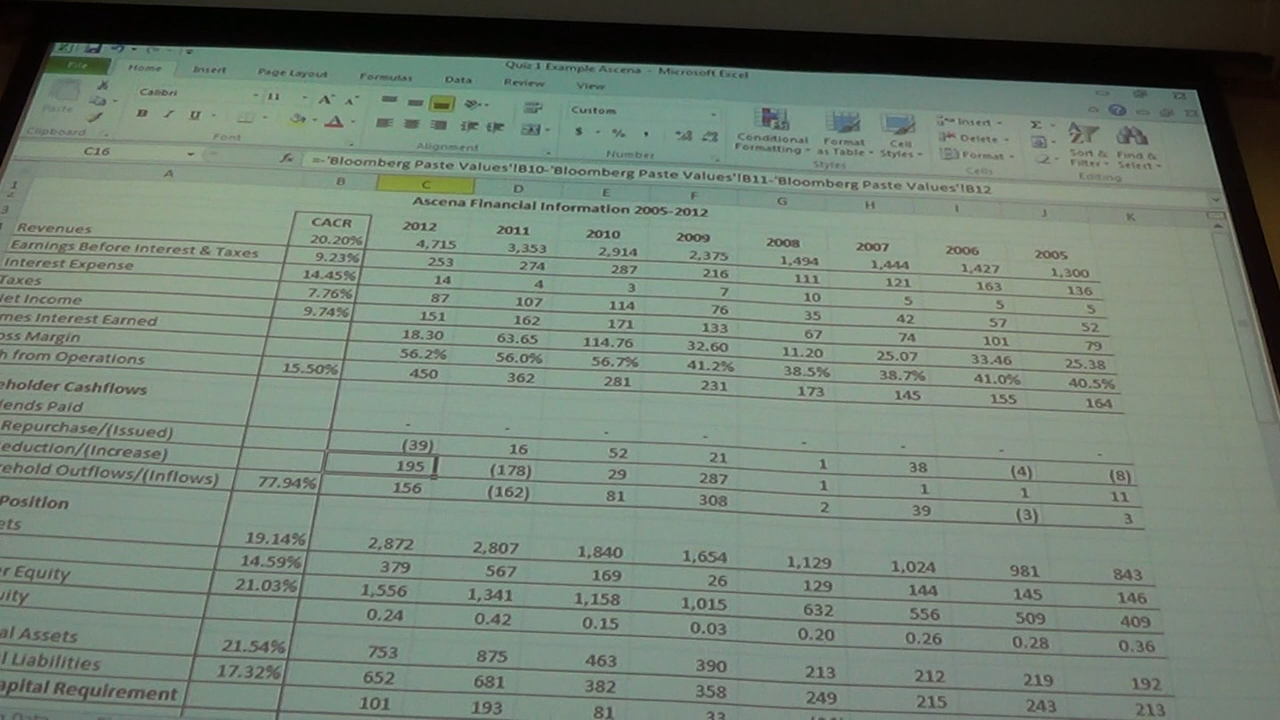 Quiz 1 Example Ascena - Microsoft Excel
File Home Insert Page Layout Formulas Data Review View
Paste Calibri 11 A A Custom Conditional Formatting Format as Table Cell Styles Insert Delete Format Sort & Filter Find & Select
B I U A $ % ,
Clipboard Font Alignment Number Styles Cells Editing
C16 fx =-'Bloomberg Paste Values'!B10-'Bloomberg Paste Values'!B11-'Bloomberg Paste Values'!B12
A B C D E F G H I J K
1 Ascena Financial Information 2005-2012
2
3 CACR 2012 2011 2010 2009 2008 2007 2006 2005
Revenues 20.20% 4,715 3,353 2,914 2,375 1,494 1,444 1,427 1,300
Earnings Before Interest & Taxes 9.23% 253 274 287 216 111 121 163 136
Interest Expense 14.45% 14 4 3 7 10 5 5 5
Taxes 7.76% 87 107 114 76 35 42 57 52
et Income 9.74% 151 162 171 133 67 74 101 79
mes Interest Earned 18.30 63.65 114.76 32.60 11.20 25.07 33.46 25.38
oss Margin 56.2% 56.0% 56.7% 41.2% 38.5% 38.7% 41.0% 40.5%
h from Operations 15.50% 450 362 281 231 173 145 155 164
eholder Cashflows
lends Paid - - - - - - - -
Repurchase/(Issued) (39) 16 52 21 1 38 (4) (8)
eduction/(Increase) 195 (178) 29 287 1 1 1 11
rehold Outflows/(Inflows) 77.94% 156 (162) 81 308 2 39 (3) 3
Position
ets 19.14% 2,872 2,807 1,840 1,654 1,129 1,024 981 843
14.59% 379 567 169 26 129 144 145 146
r Equity 21.03% 1,556 1,341 1,158 1,015 632 556 509 409
uity 0.24 0.42 0.15 0.03 0.20 0.26 0.28 0.36
al Assets 21.54% 753 875 463 390 213 212 219 192
l Liabilities 17.32% 652 681 382 358 249 215 243 213
apital Requirement 101 193 81 33